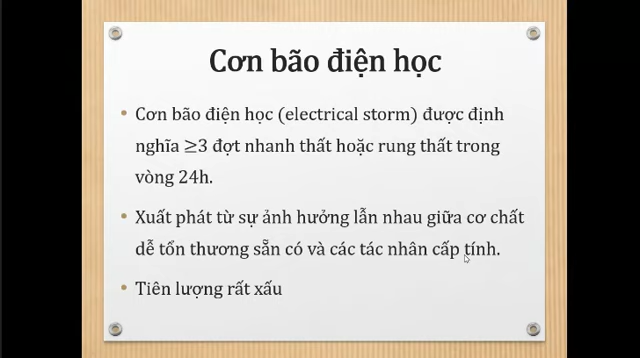 Cơn bão điện học
• Cơn bão điện học (electrical storm) được định
nghĩa ≥3 đợt nhanh thất hoặc rung thất trong
vòng 24h.
• Xuất phát từ sự ảnh hưởng lẫn nhau giữa cơ chất
dễ tổn thương sẵn có và các tác nhân cấp tính.
• Tiên lượng rất xấu